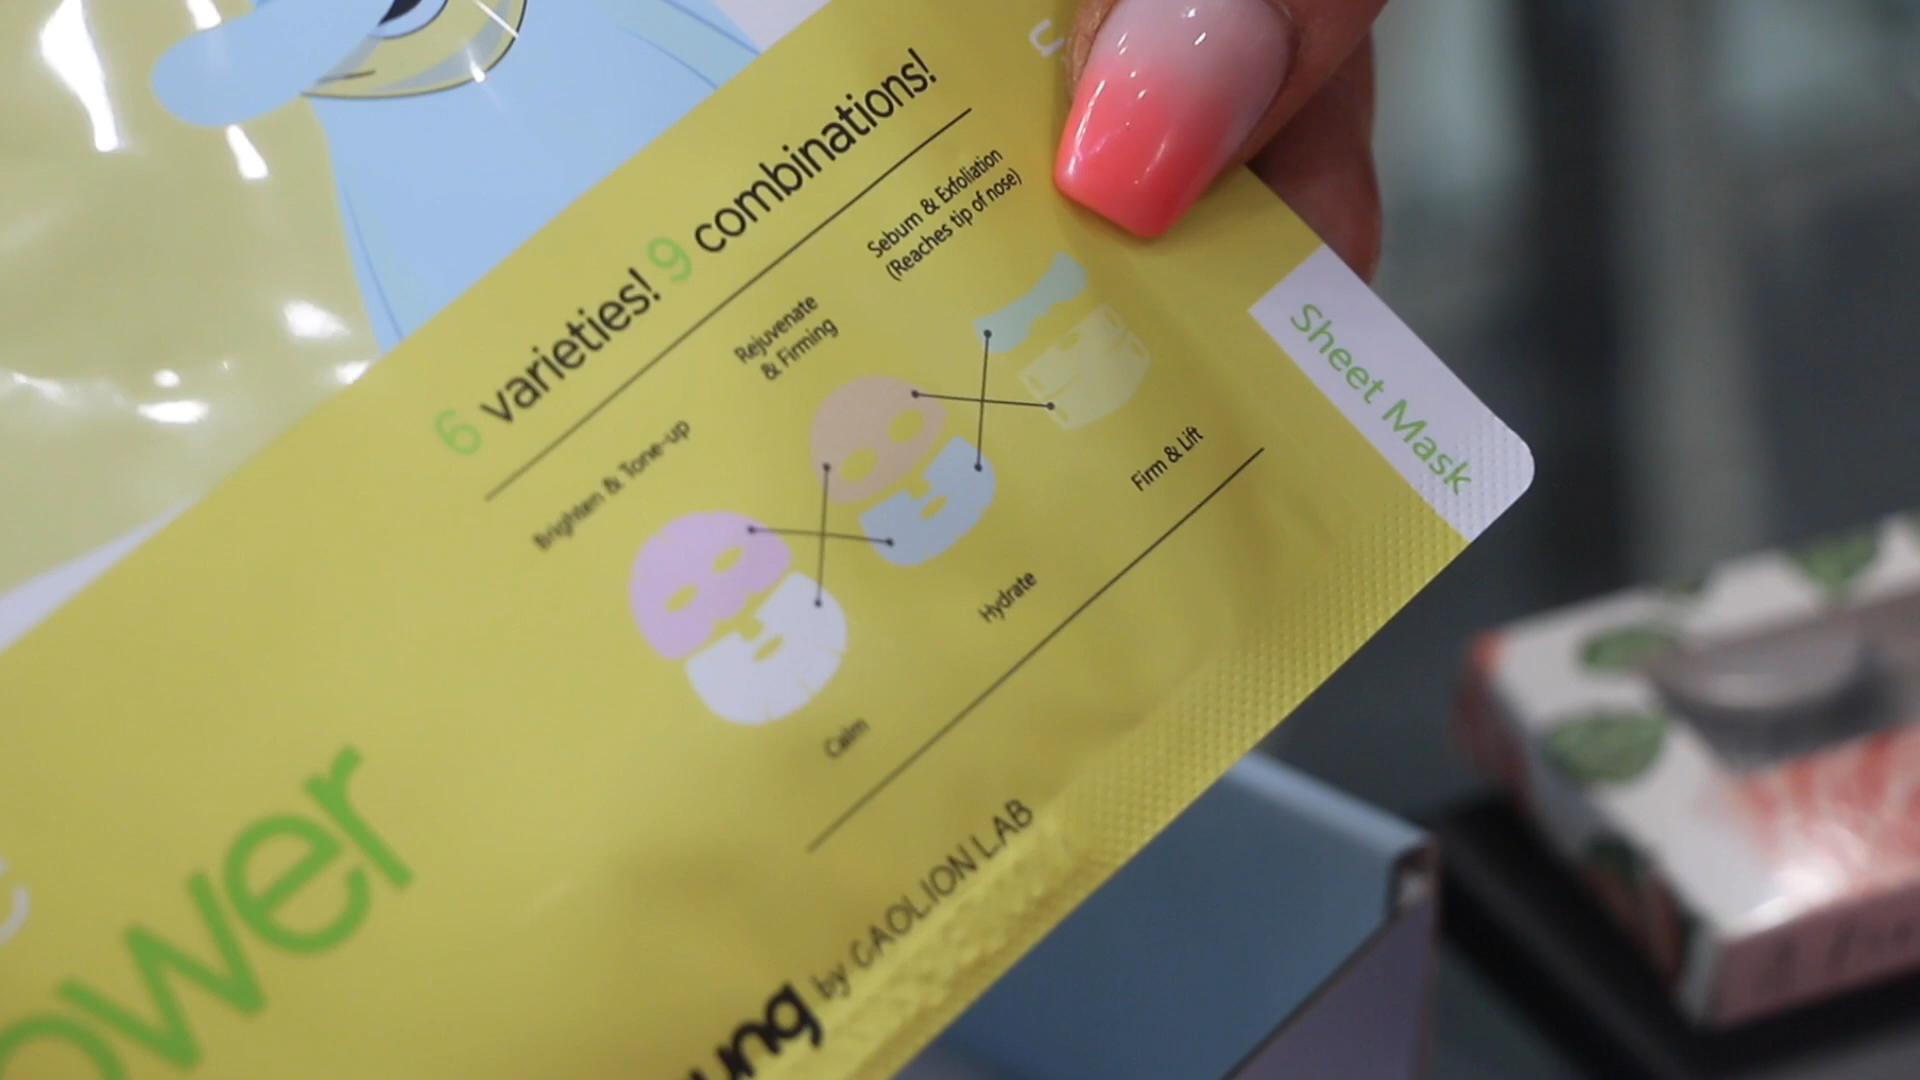 6 varieties! 9 combinations!
Brighten & Tone-up
Rejuvenate
& Firming
Sebum & Exfoliation
(Reaches tip of nose)
Calm
Hydrate
Firm & Lift
Sheet Mask
ower
ung by CAOLION LAB